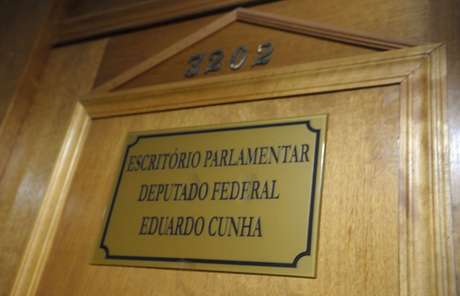 3202
ESCRITÓRIO PARLAMENTAR
DEPUTADO FEDERAL
EDUARDO CUNHA